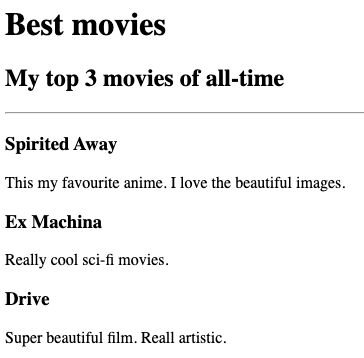 Best movies
My top 3 movies of all-time
Spirited Away
This my favourite anime. I love the beautiful images.
Ex Machina
Really cool sci-fi movies.
Drive
Super beautiful film. Reall artistic.